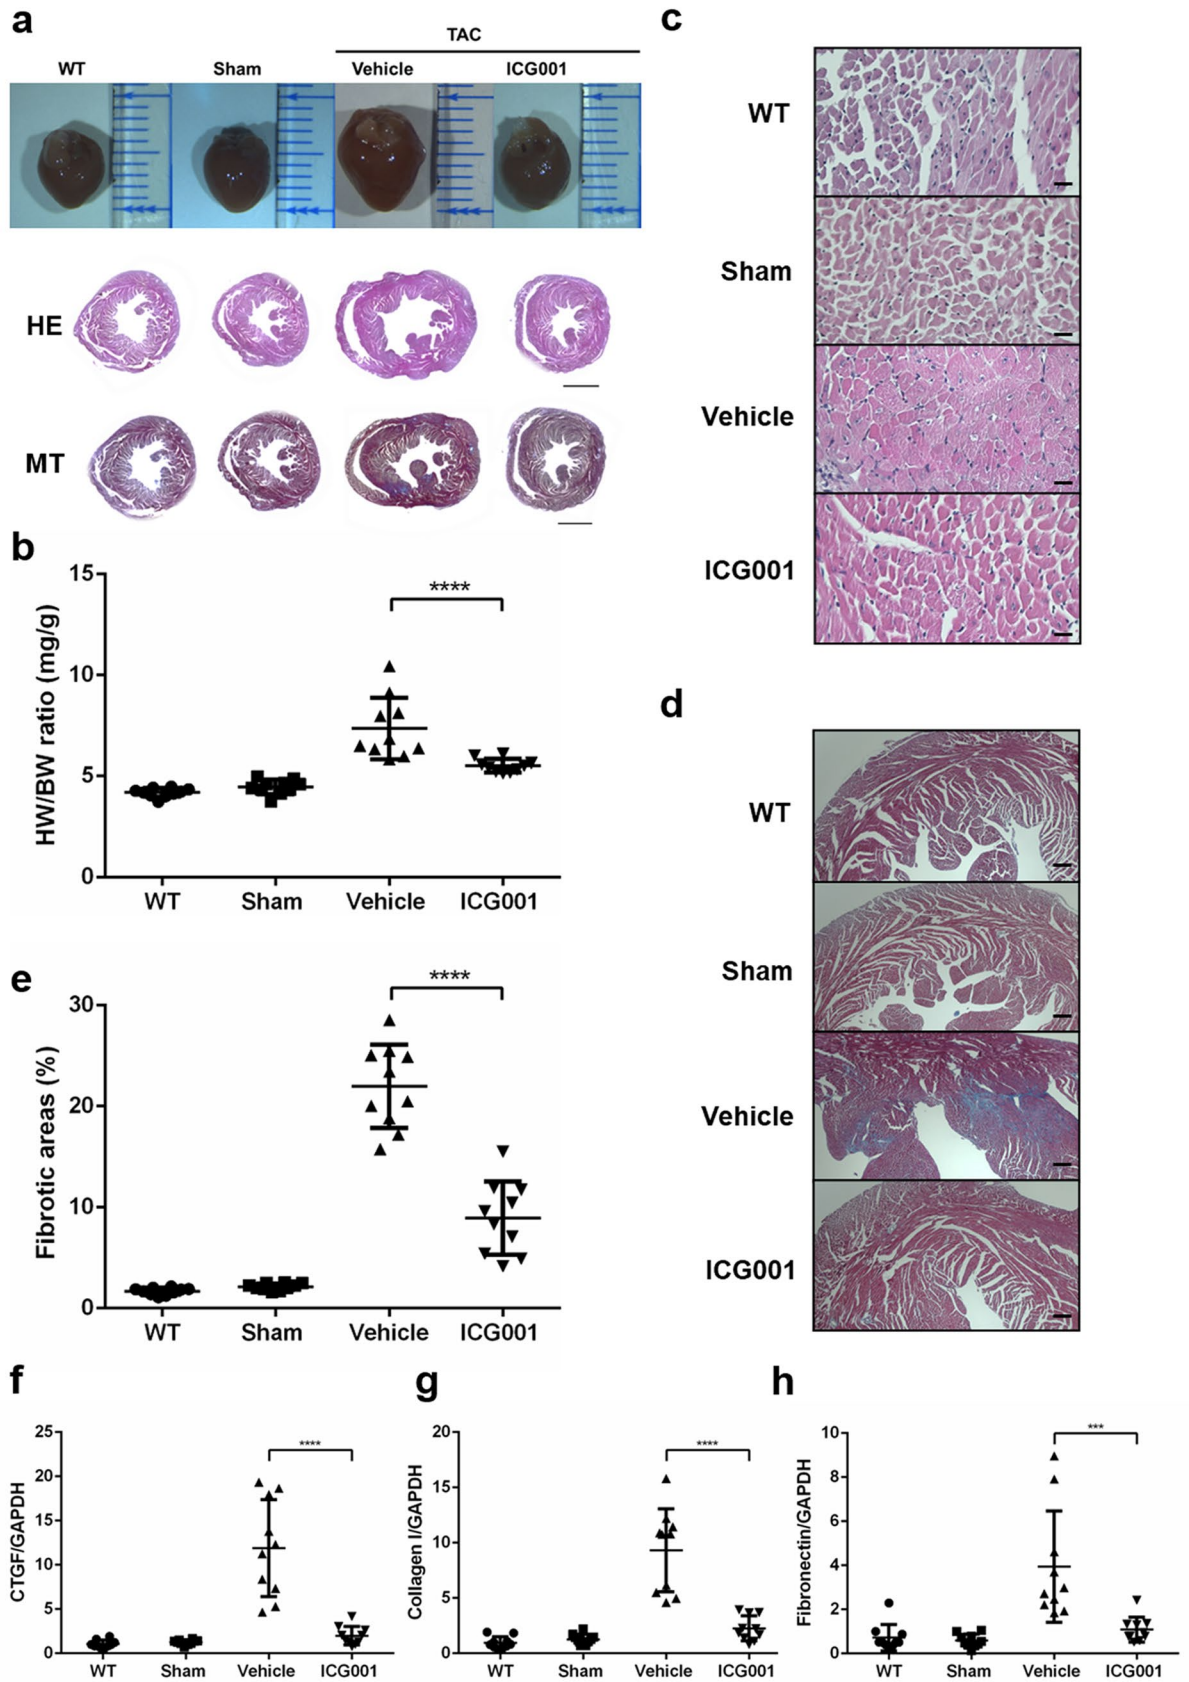 a
TAC
WT Sham Vehicle ICG001
HE
MT
b
HW/BW ratio (mg/g)
15
10
5
0
****
WT Sham Vehicle ICG001
c
WT
Sham
Vehicle
ICG001
d
WT
Sham
Vehicle
ICG001
e
Fibrotic areas (%)
30
20
10
0
****
WT Sham Vehicle ICG001
f
CTGF/GAPDH
25
20
15
10
5
0
****
WT Sham Vehicle ICG001
g
Collagen I/GAPDH
20
15
10
5
0
****
WT Sham Vehicle ICG001
h
Fibronectin/GAPDH
10
8
6
4
2
0
***
WT Sham Vehicle ICG001